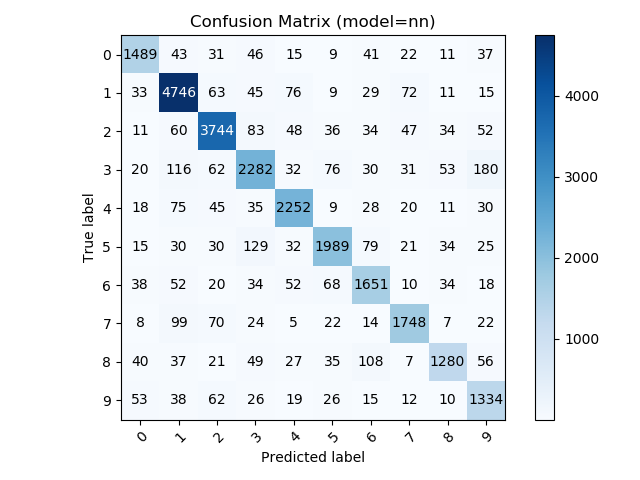 Confusion Matrix (model=nn)
True label
0 1489 43 31 46 15 9 41 22 11 37
1 33 4746 63 45 76 9 29 72 11 15
2 11 60 3744 83 48 36 34 47 34 52
3 20 116 62 2282 32 76 30 31 53 180
4 18 75 45 35 2252 9 28 20 11 30
5 15 30 30 129 32 1989 79 21 34 25
6 38 52 20 34 52 68 1651 10 34 18
7 8 99 70 24 5 22 14 1748 7 22
8 40 37 21 49 27 35 108 7 1280 56
9 53 38 62 26 19 26 15 12 10 1334
0 1 2 3 4 5 6 7 8 9
Predicted label
4000
3000
2000
1000